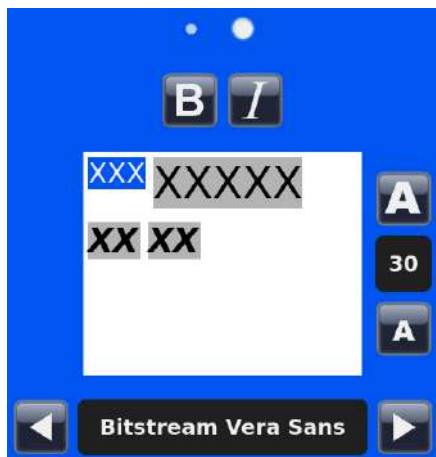 B I
XXX XXXXX
A
XX XX
30
A
Bitstream Vera Sans